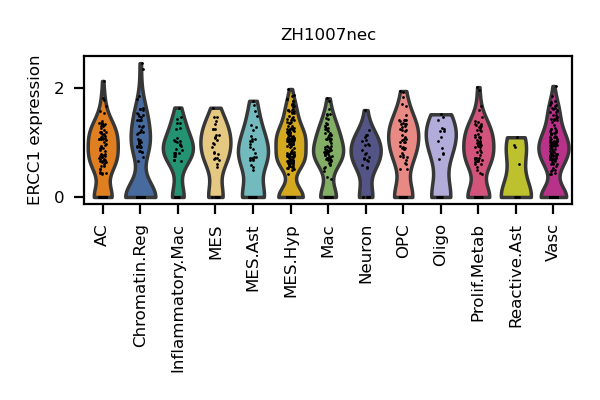 ZH1007nec
ERCC1 expression
2
0
AC
Chromatin.Reg
Inflammatory.Mac
MES
MES.Ast
MES.Hyp
Mac
Neuron
OPC
Oligo
Prolif.Metab
Reactive.Ast
Vasc